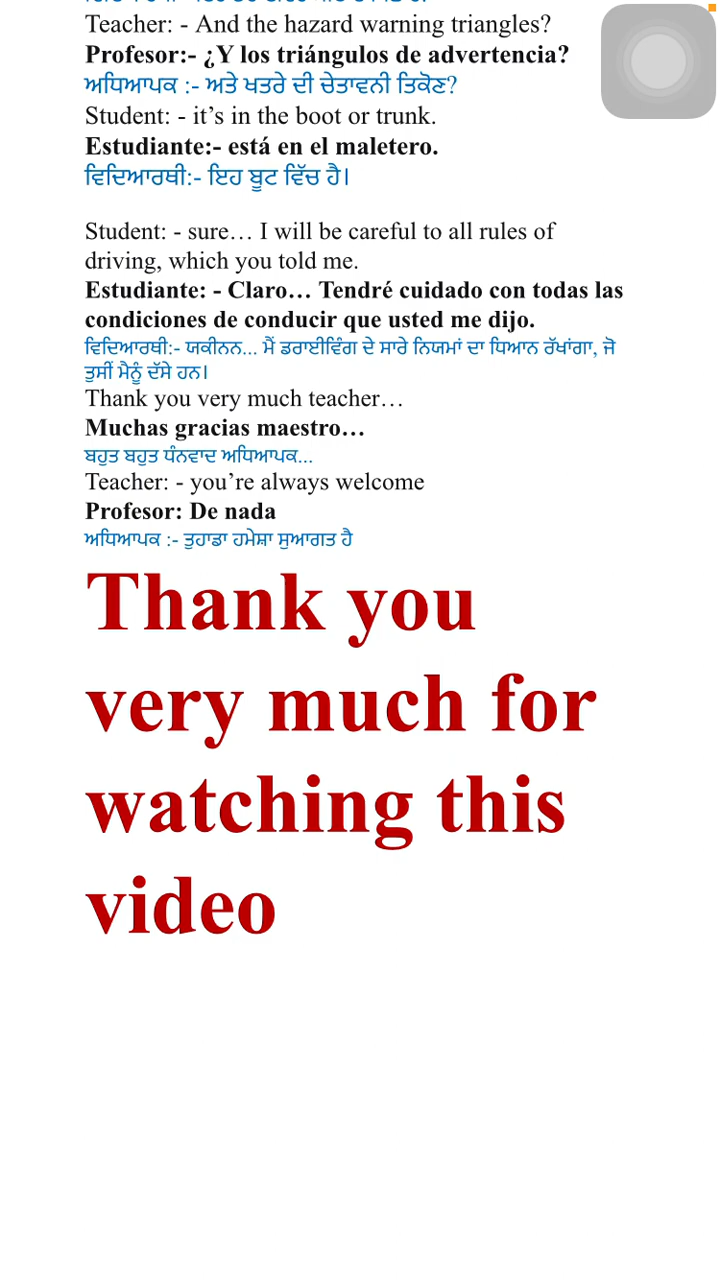 Teacher: - And the hazard warning triangles?
Profesor:- ¿Y los triángulos de advertencia?
ਅਧਿਆਪਕ :- ਅਤੇ ਖਤਰੇ ਦੀ ਚੇਤਾਵਨੀ ਤਿਕੋਣ?
Student: - it’s in the boot or trunk.
Estudiante:- está en el maletero.
ਵਿਦਿਆਰਥੀ:- ਇਹ ਬੂਟ ਵਿੱਚ ਹੈ।
Student: - sure… I will be careful to all rules of
driving, which you told me.
Estudiante: - Claro… Tendré cuidado con todas las
condiciones de conducir que usted me dijo.
ਵਿਦਿਆਰਥੀ:- ਯਕੀਨਨ... ਮੈਂ ਡਰਾਈਵਿੰਗ ਦੇ ਸਾਰੇ ਨਿਯਮਾਂ ਦਾ ਧਿਆਨ ਰੱਖਾਂਗਾ, ਜੋ
ਤੁਸੀਂ ਮੈਨੂੰ ਦੱਸੇ ਹਨ।
Thank you very much teacher…
Muchas gracias maestro…
ਬਹੁਤ ਬਹੁਤ ਧੰਨਵਾਦ ਅਧਿਆਪਕ...
Teacher: - you’re always welcome
Profesor: De nada
ਅਧਿਆਪਕ :- ਤੁਹਾਡਾ ਹਮੇਸ਼ਾ ਸੁਆਗਤ ਹੈ
Thank you
very much for
watching this
video